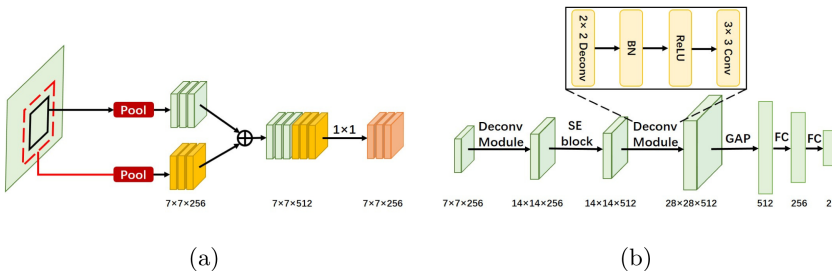 Pool
Pool
1×1
7×7×256
7×7×512
7×7×256
(a)
2× 2 Deconv
BN
ReLU
3× 3 Conv
Deconv
Module
SE
block
Deconv
Module
GAP
FC
FC
7×7×256
14×14×256
14×14×512
28×28×512
512
256
2
(b)